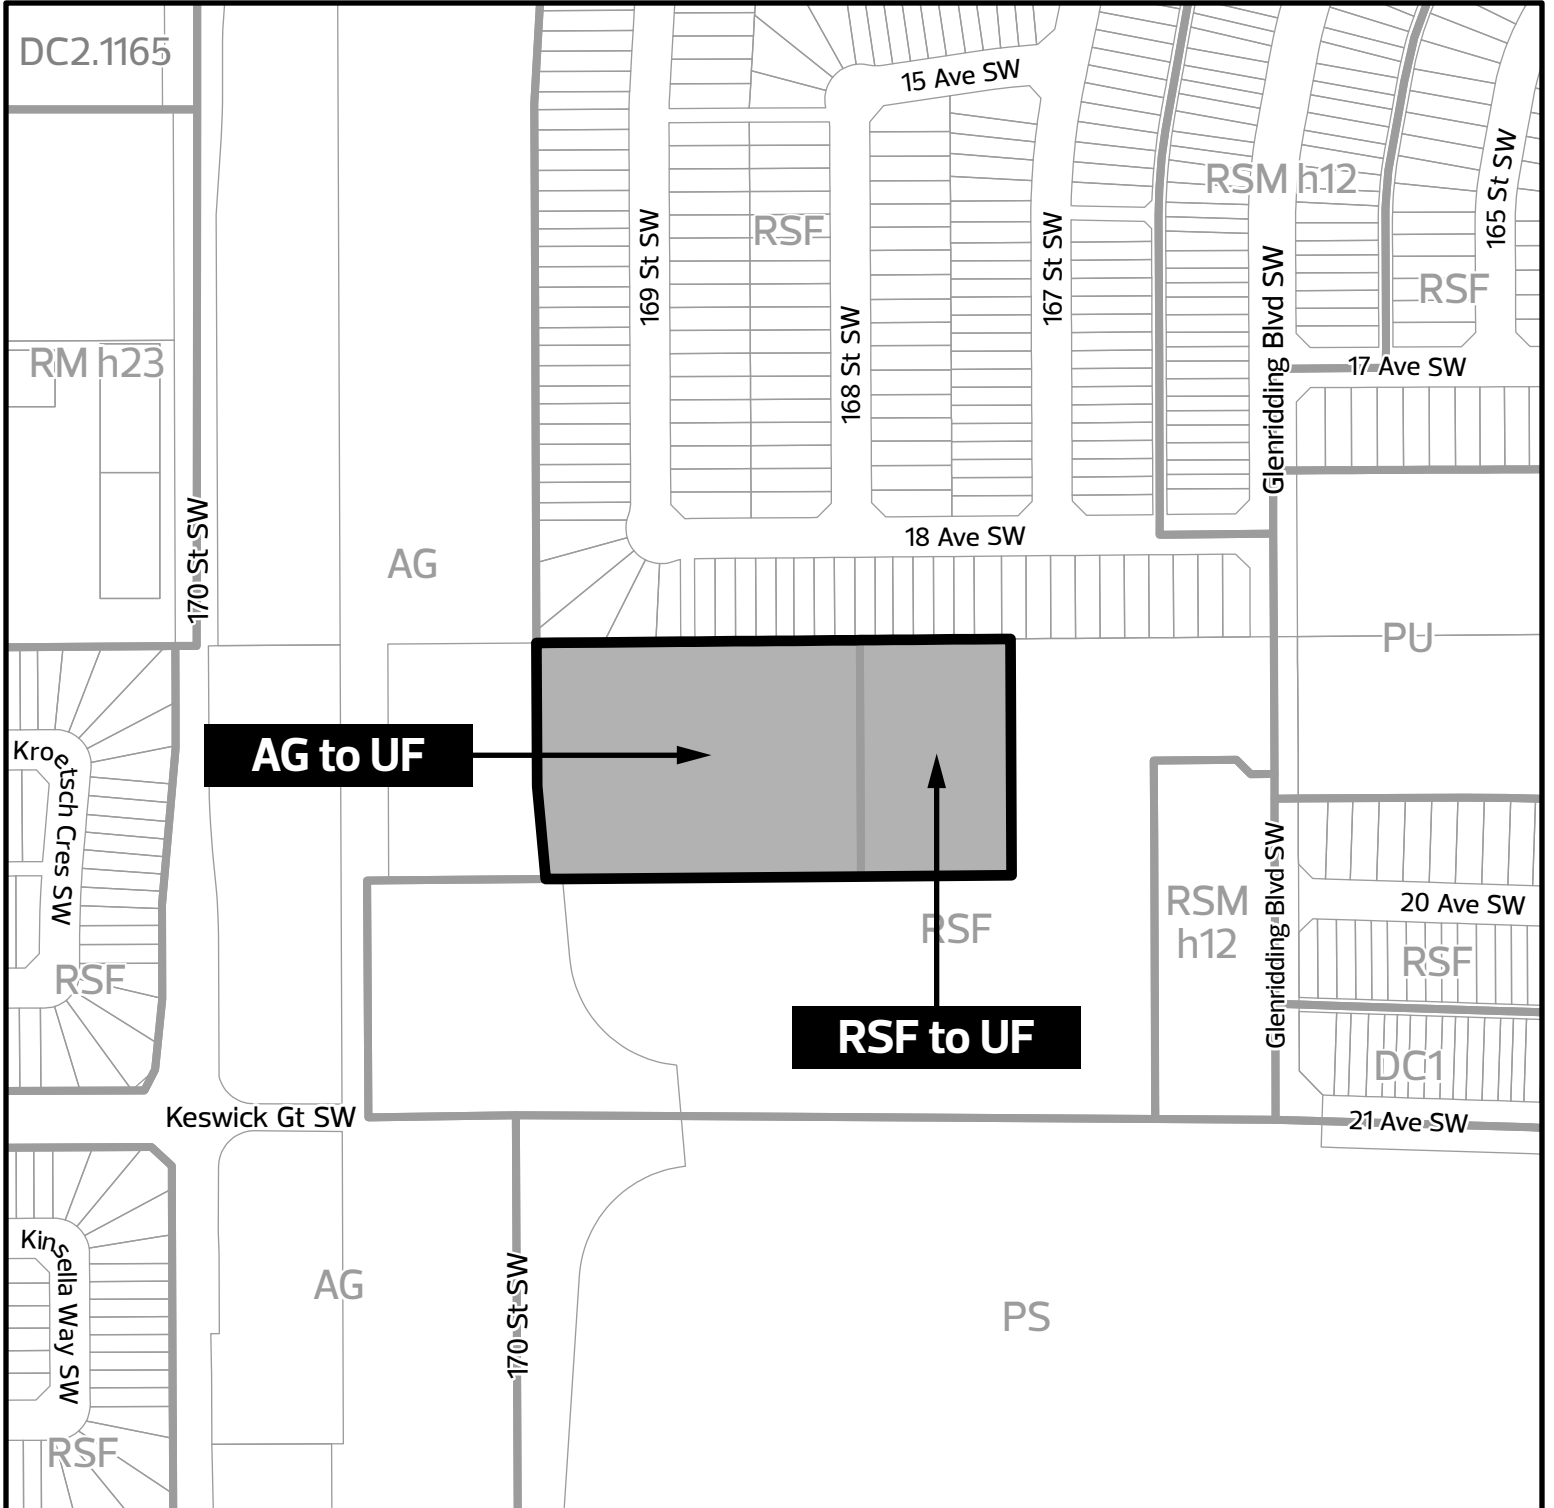 DC2.1165
15 Ave SW
RSM h12
165 St SW
169 St SW
RSF
167 St SW
RSF
Glenridding Blvd SW
168 St SW
RM h23
17 Ave SW
170 St SW
18 Ave SW
AG
PU
Kroetsch Cres SW
AG to UF
RSF
RSM
h12
Glenridding Blvd SW
20 Ave SW
RSF
RSF
RSF to UF
DC1
Keswick Gt SW
21 Ave SW
Kinsella Way SW
AG
170 St SW
PS
RSF